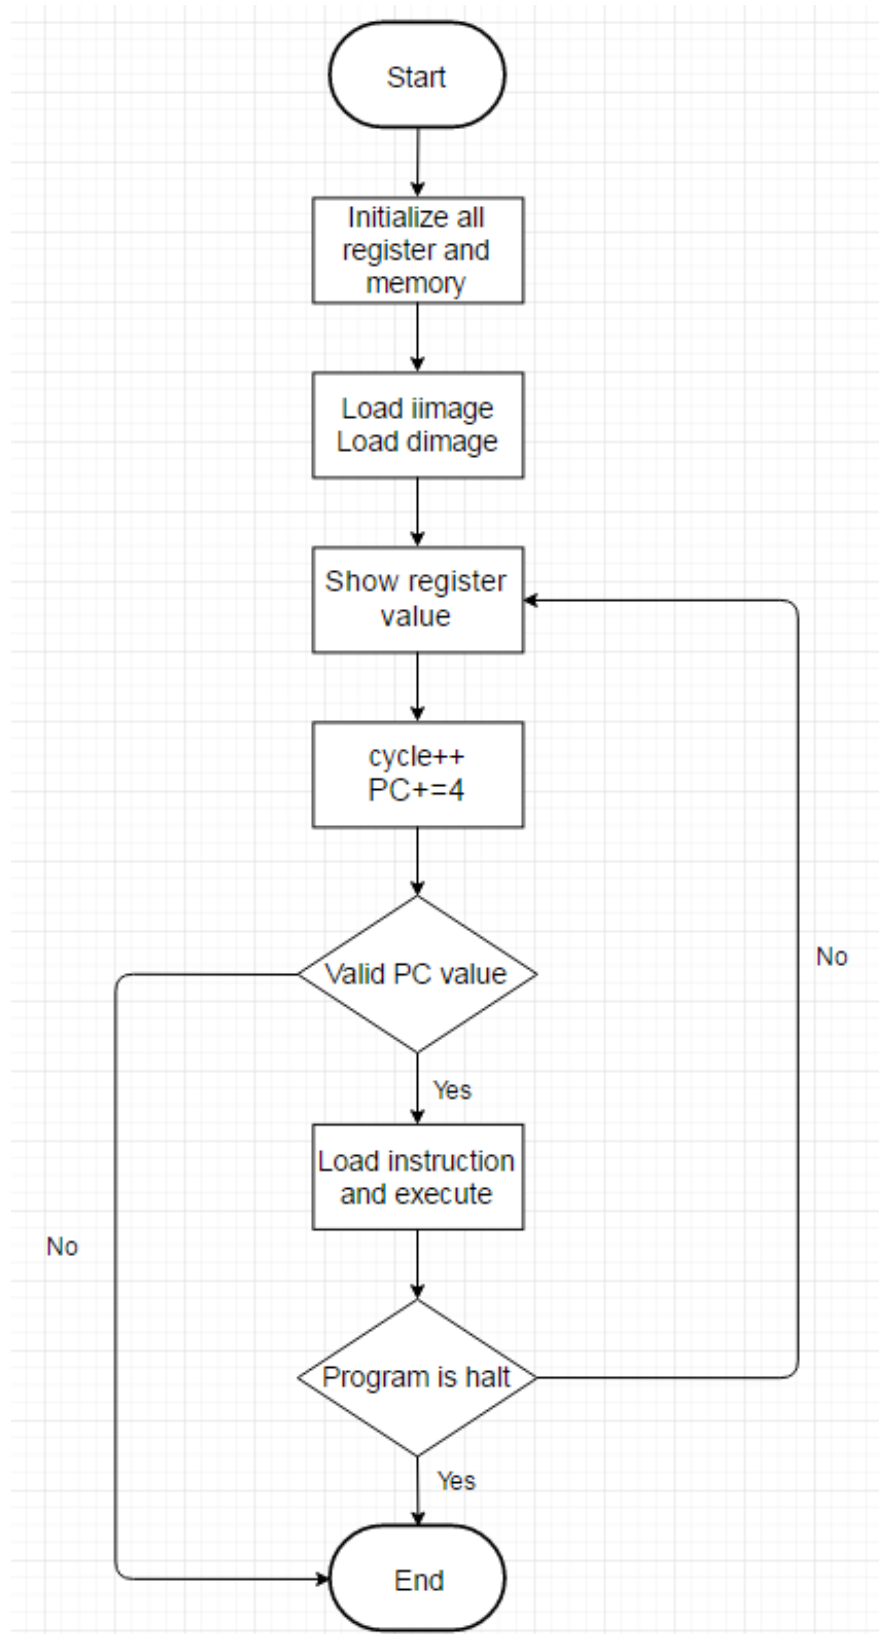 Start
Initialize all
register and
memory
Load iimage
Load dimage
Show register
value
cycle++
PC+=4
No
Valid PC value
Yes
Load instruction
and execute
No
Program is halt
Yes
End